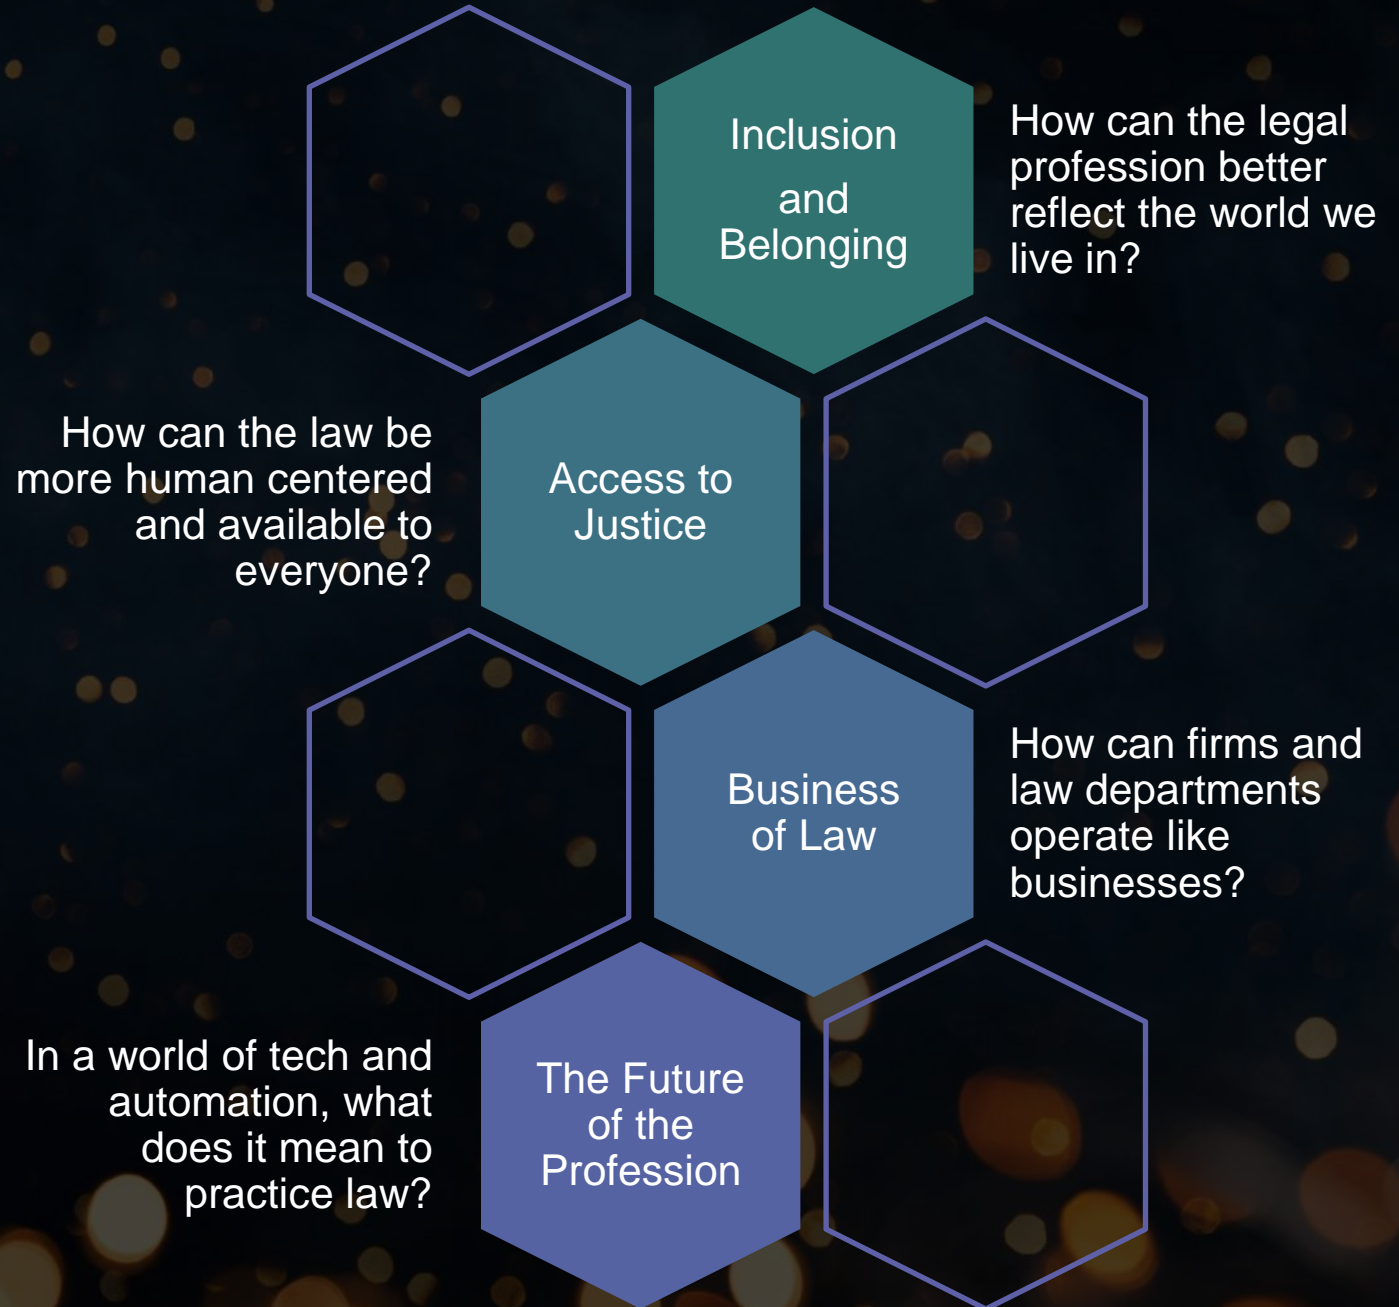 Inclusion
and
Belonging
How can the legal
profession better
reflect the world we
live in?
How can the law be
more human centered
and available to
everyone?
Access to
Justice
Business
of Law
How can firms and
law departments
operate like
businesses?
In a world of tech and
automation, what
does it mean to
practice law?
The Future
of the
Profession